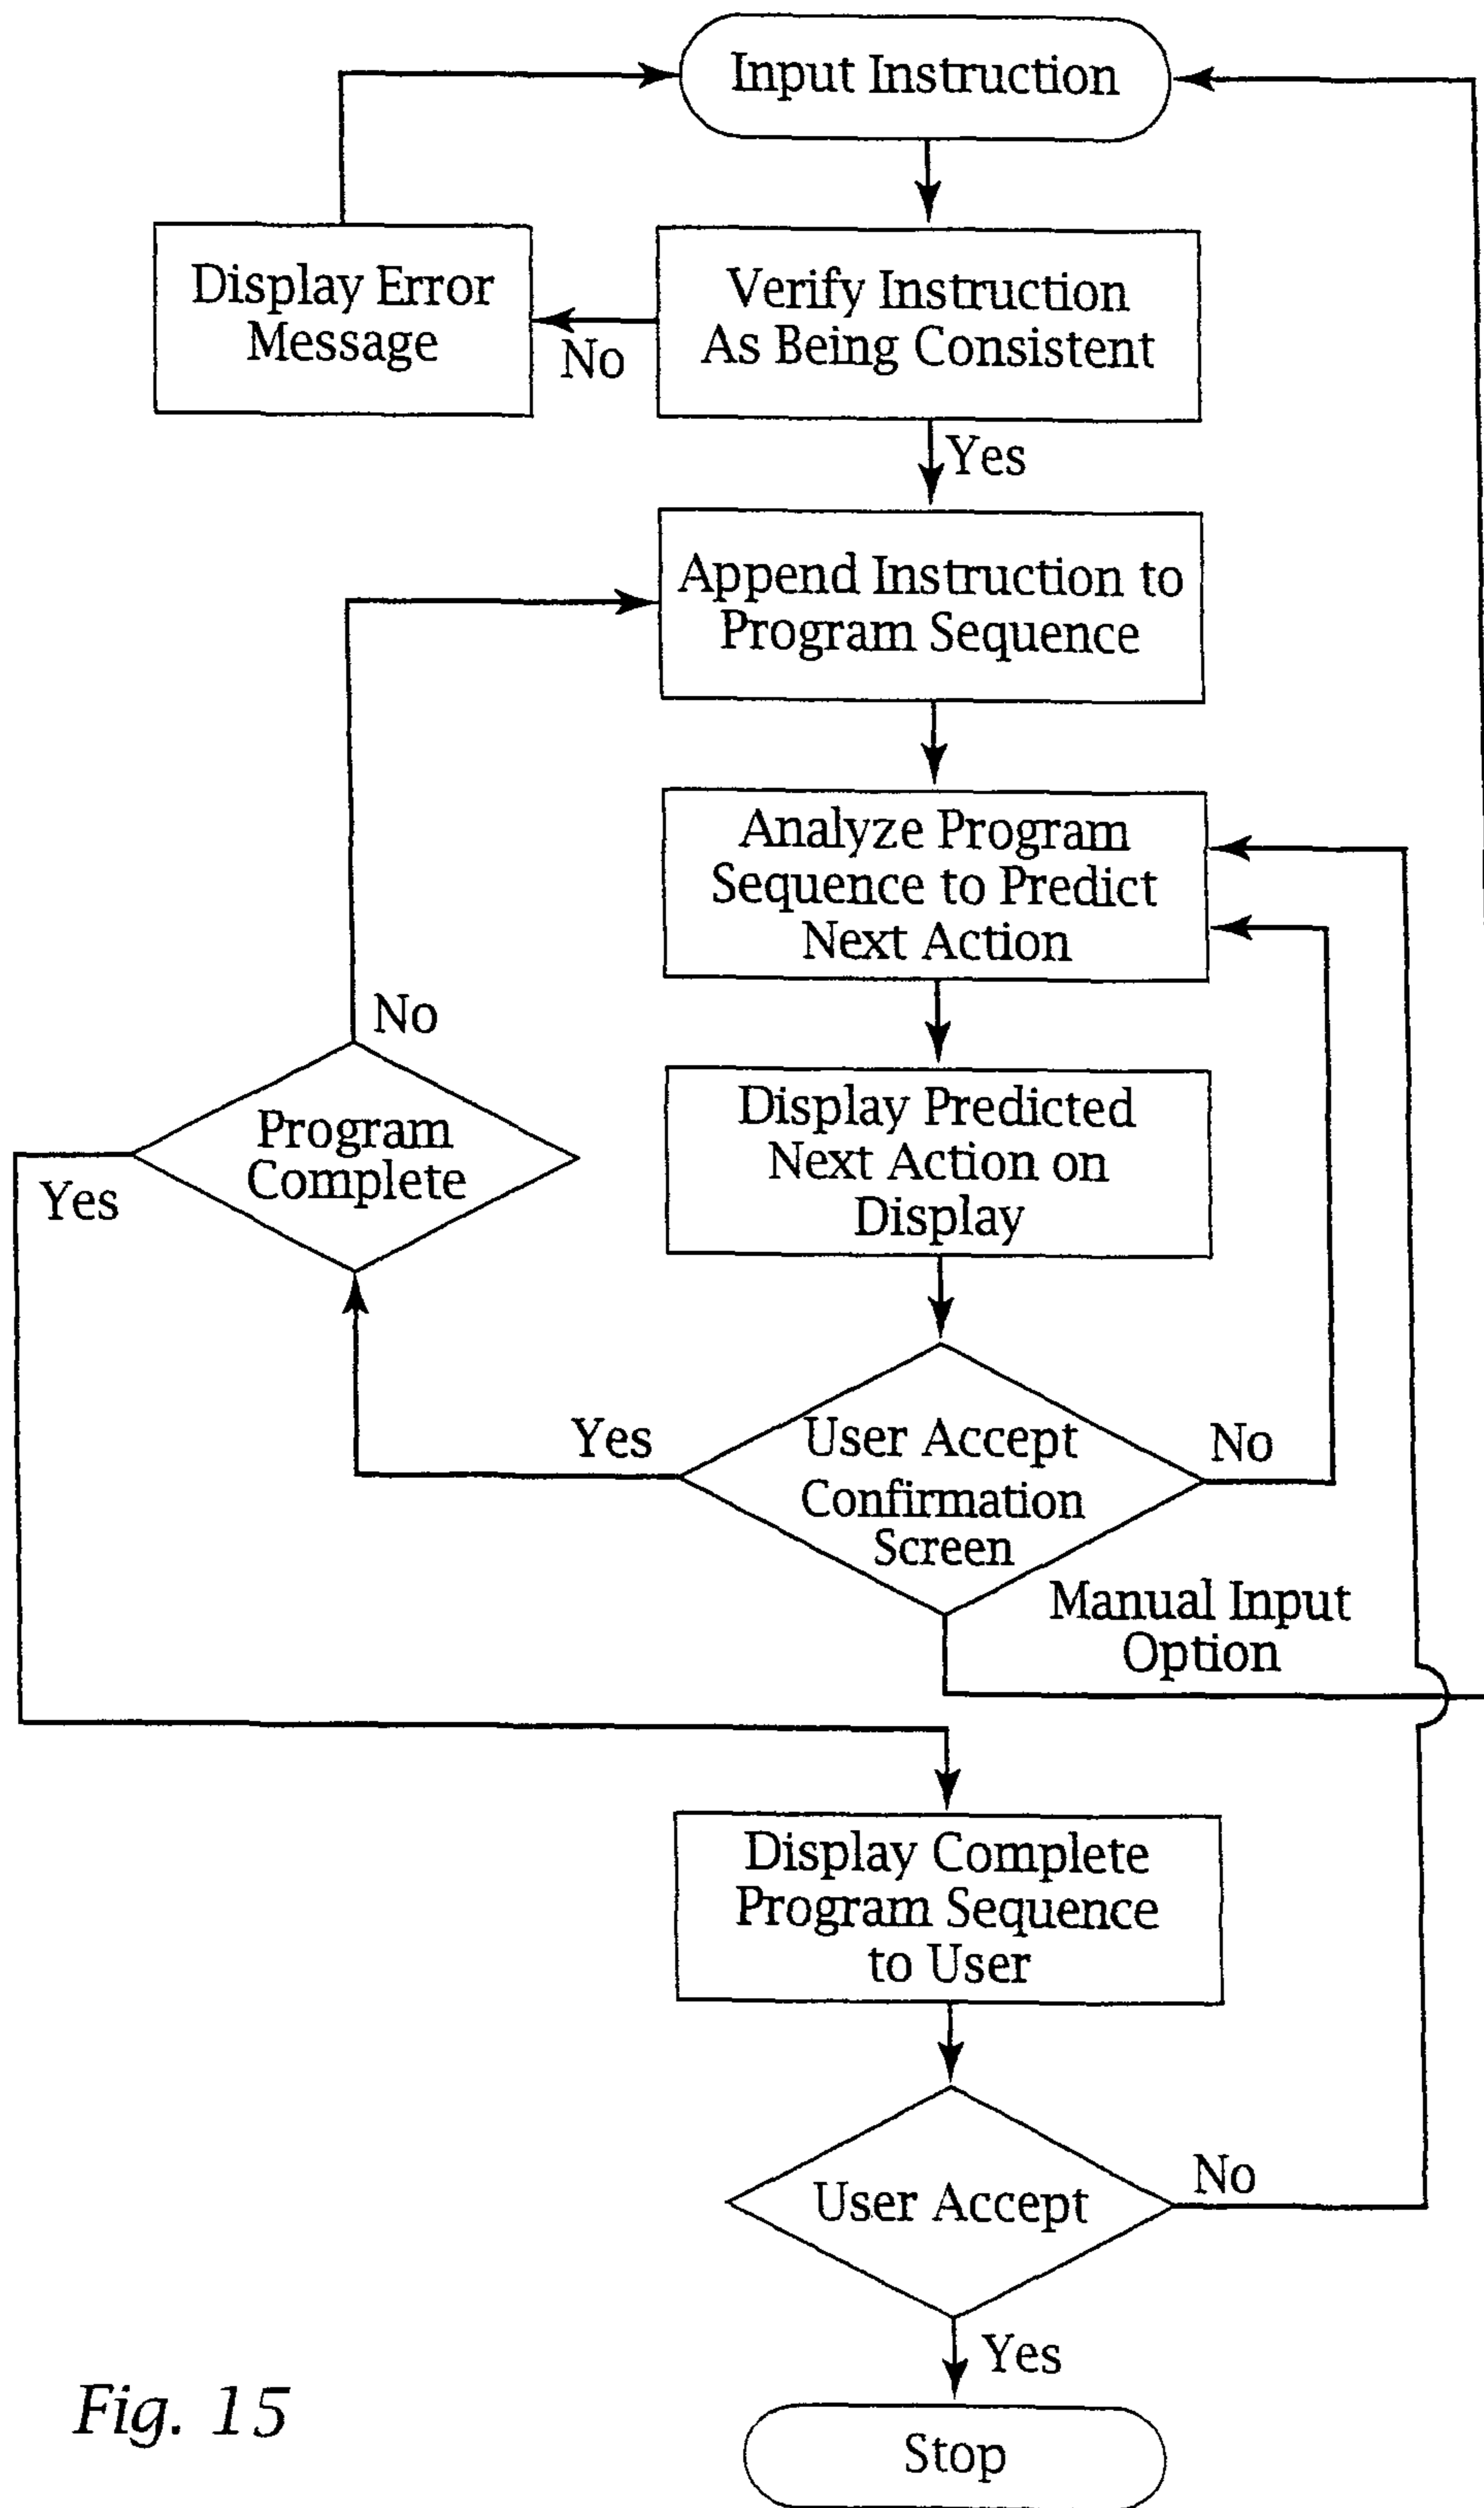 Input Instruction
Display Error
Message
No
Verify Instruction
As Being Consistent
Yes
Append Instruction to
Program Sequence
Analyze Program
Sequence to Predict
Next Action
No
Program
Complete
Yes
Display Predicted
Next Action on
Display
Yes
User Accept
Confirmation
Screen
No
Manual Input
Option
Display Complete
Program Sequence
to User
User Accept
No
Yes
Stop
Fig. 15